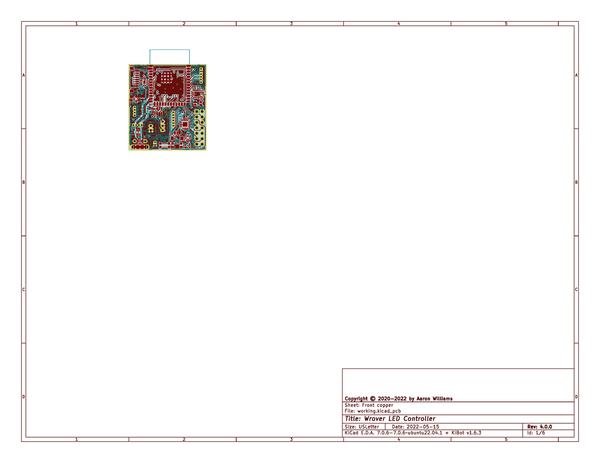 1 2 3 4 5
A A
B B
C C
D D
Copyright © 2020-2022 by Aaron Williams
Sheet: Front copper
File: working.kicad_pcb
Title: Wrover LED Controller
Size: USLetter Date: 2022-05-15 Rev: 4.0.0
KiCad E.D.A. 7.0.6-7.0.6~ubuntu22.04.1 + KiBot v1.6.3 Id: 1/6
1 2 3 4 5